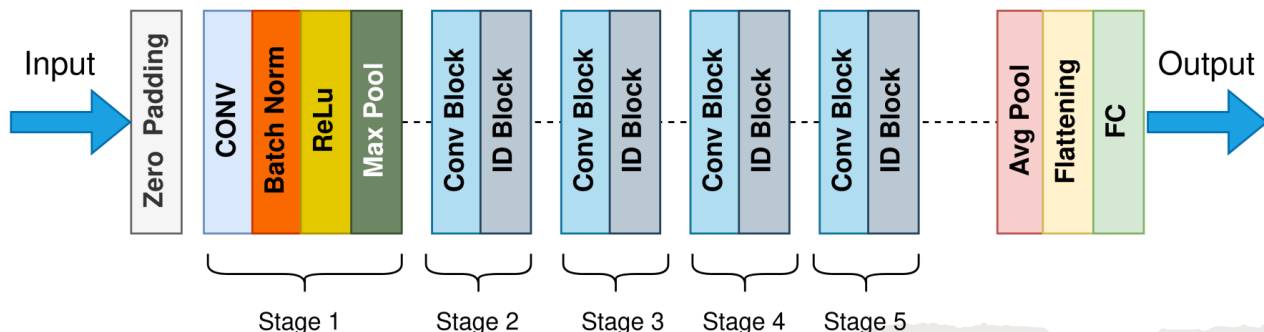 Input
Zero Padding
CONV
Batch Norm
ReLu
Max Pool
Conv Block
ID Block
Conv Block
ID Block
Conv Block
ID Block
Conv Block
ID Block
Avg Pool
Flattening
FC
Output
Stage 1
Stage 2
Stage 3
Stage 4
Stage 5